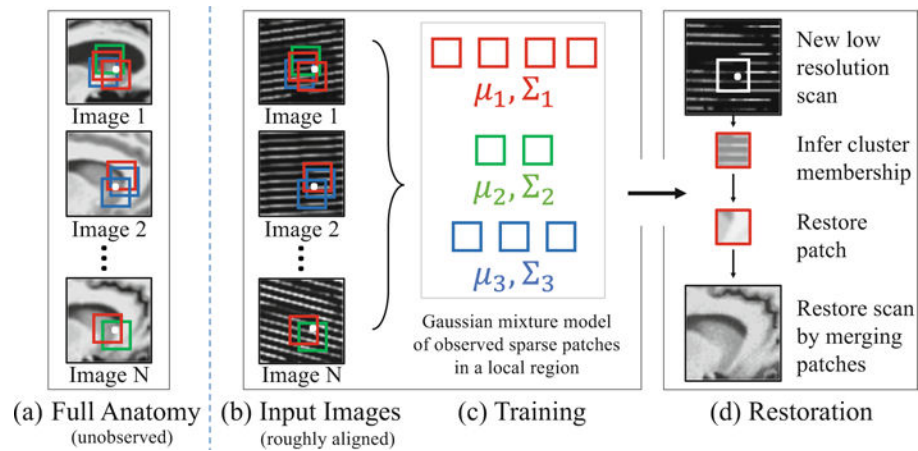 Image 1
Image 2
Image N
(a) Full Anatomy
(unobserved)
Image 1
Image 2
Image N
(b) Input Images
(roughly aligned)
μ₁, Σ₁
μ₂, Σ₂
μ₃, Σ₃
Gaussian mixture model
of observed sparse patches
in a local region
(c) Training
New low
resolution
scan
Infer cluster
membership
Restore
patch
Restore scan
by merging
patches
(d) Restoration